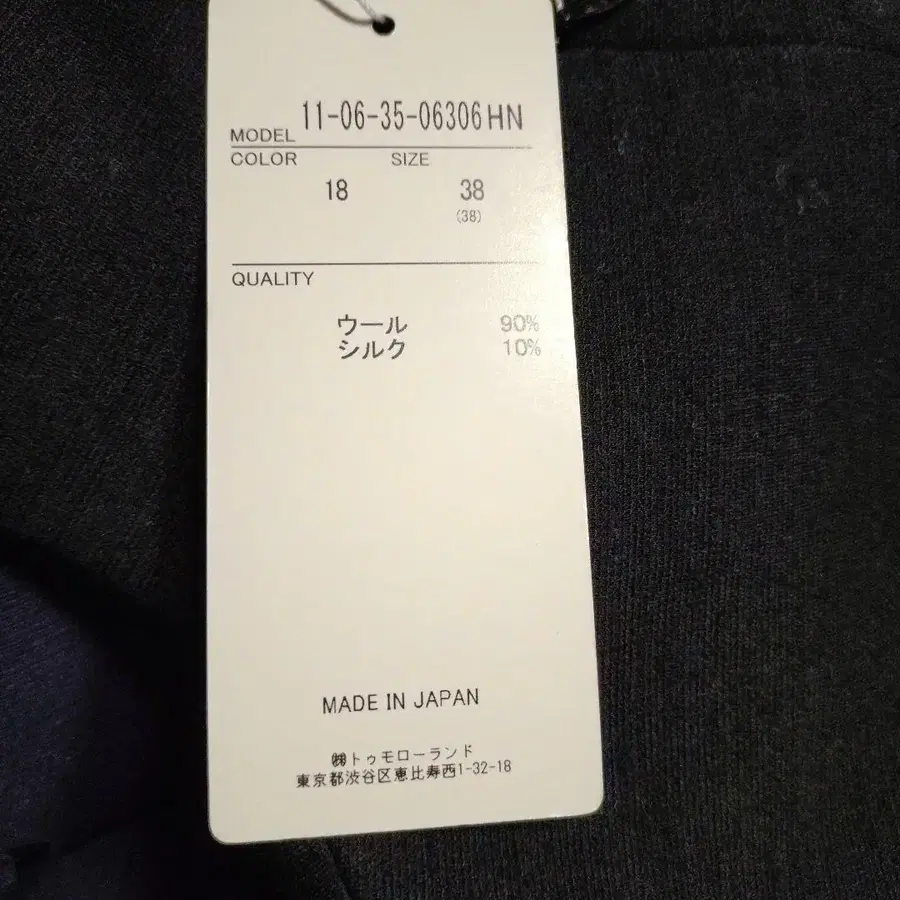 MODEL 11-06-35-06306HN
COLOR SIZE
18 38
(38)
QUALITY
ウール 90%
シルク 10%
MADE IN JAPAN
㈱トゥモローランド
東京都渋谷区恵比寿西1-32-18